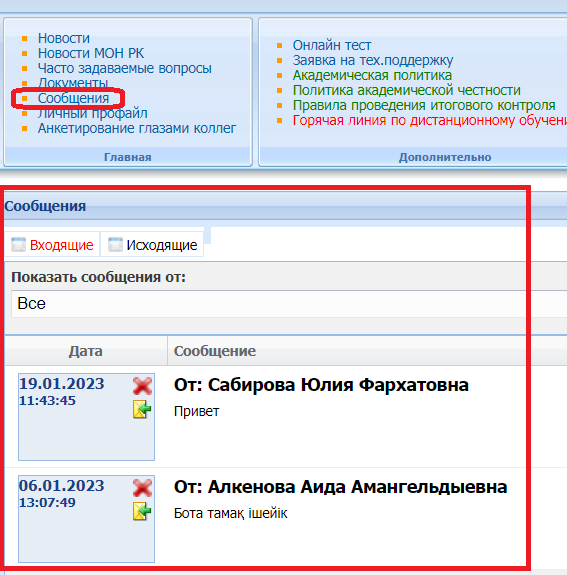 Новости
Новости МОН РК
Часто задаваемые вопросы
Документы
Сообщения
Личный профайл
Анкетирование глазами коллег
Главная
Онлайн тест
Заявка на тех.поддержку
Академическая политика
Политика академической честности
Правила проведения итогового контроля
Горячая линия по дистанционному обучени
Дополнительно
Сообщения
Входящие Исходящие
Показать сообщения от:
Все
Дата Сообщение
19.01.2023
11:43:45
От: Сабирова Юлия Фархатовна
Привет
06.01.2023
13:07:49
От: Алкенова Аида Амангельдыевна
Бота тамақ ішейік